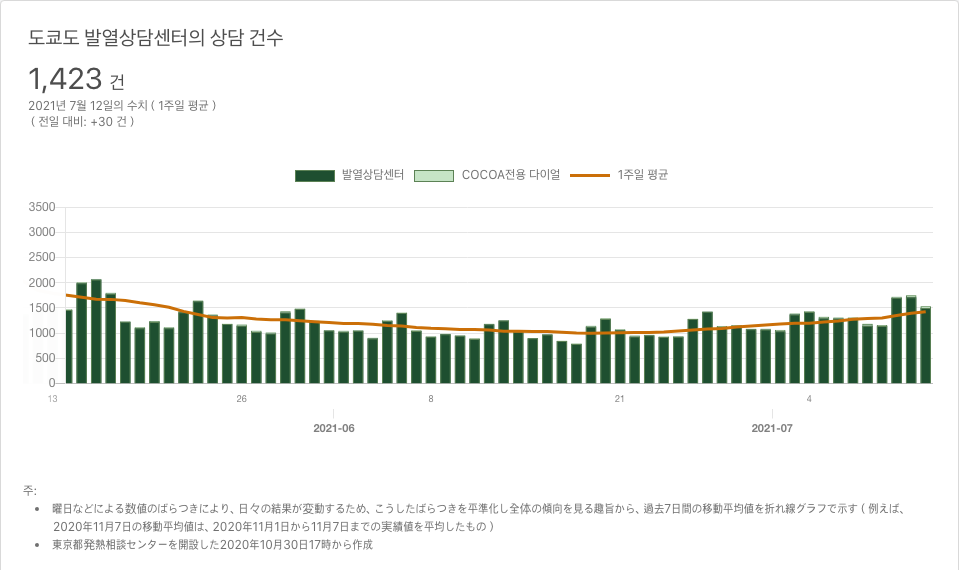 도쿄도 발열상담센터의 상담 건수
1,423 건
2021년 7월 12일의 수치 ( 1주일 평균 )
( 전일 대비: +30 건 )
발열상담센터 COCOA전용 다이얼 1주일 평균
3500
3000
2500
2000
1500
1000
500
0
13 26 8 21 4
2021-06 2021-07
주:
• 曜日などによる数値のばらつきにより、日々の結果が変動するため、こうしたばらつきを平準化し全体の傾向を見る趣旨から、過去7日間の移動平均値を折れ線グラフで示す ( 例えば、
2020年11月7日の移動平均値は、2020年11月1日から11月7日までの実績値を平均したもの )
• 東京都発熱相談センターを開設した2020年10月30日17時から作成